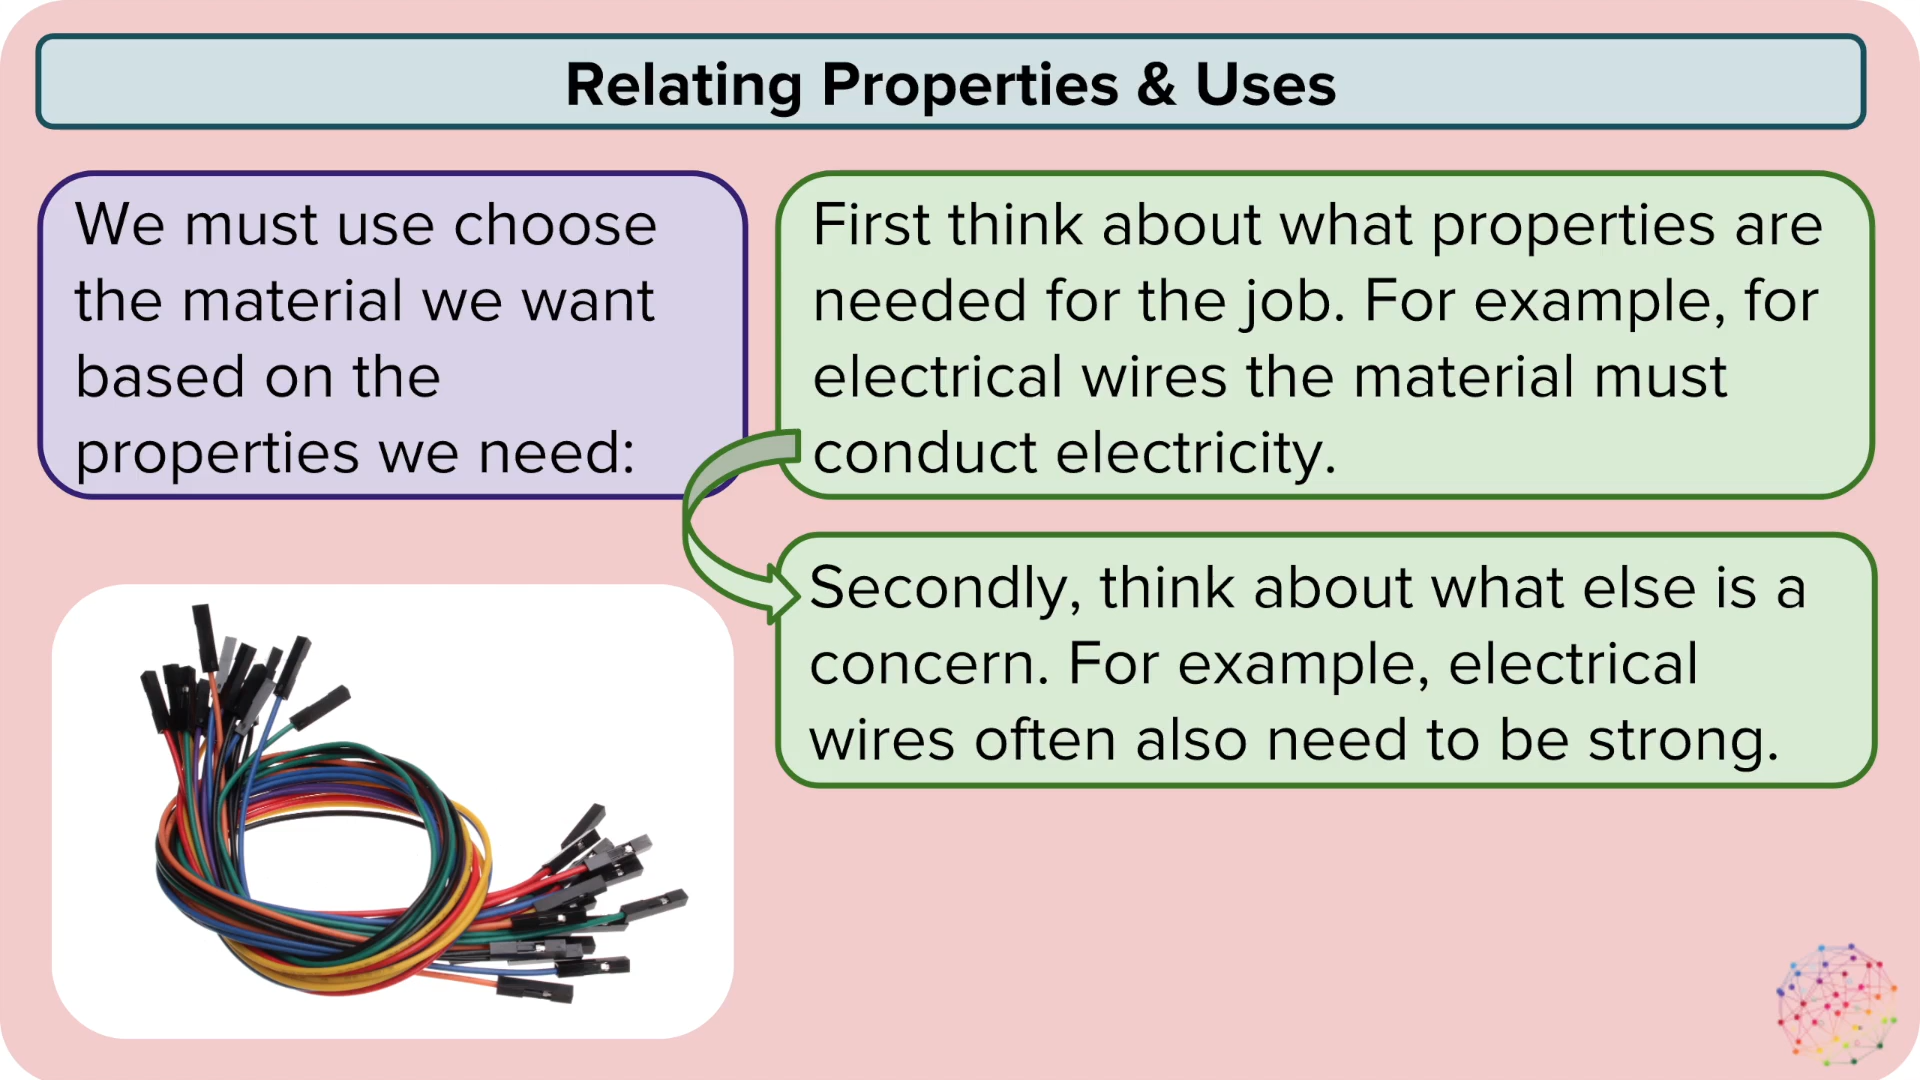 Relating Properties & Uses
We must use choose
the material we want
based on the
properties we need:
First think about what properties are
needed for the job. For example, for
electrical wires the material must
conduct electricity.
Secondly, think about what else is a
concern. For example, electrical
wires often also need to be strong.